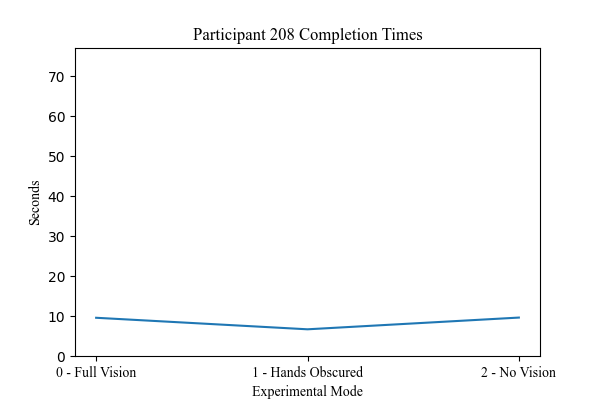 Participant 208 Completion Times
70
60
50
40
30
20
10
0
Seconds
0 - Full Vision
1 - Hands Obscured
2 - No Vision
Experimental Mode